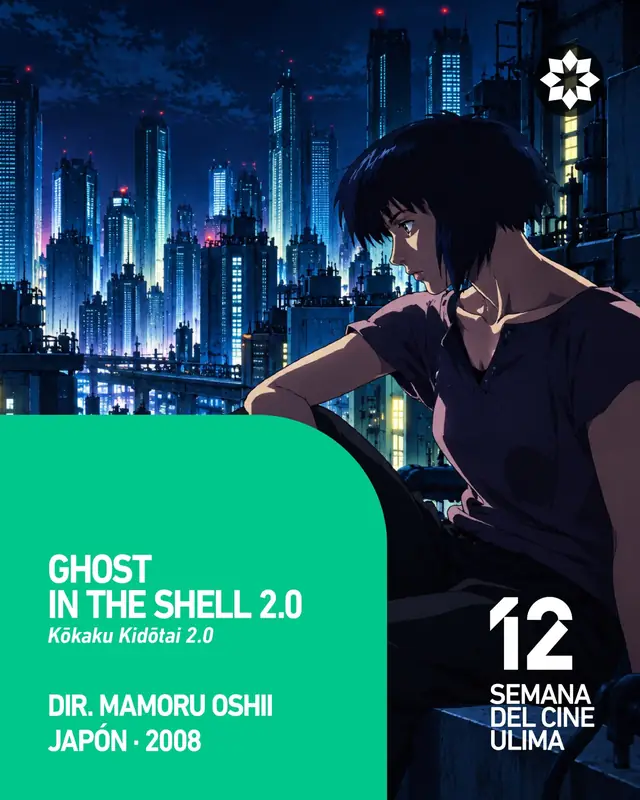 GHOST
IN THE SHELL 2.0
Kōkaku Kidōtai 2.0
DIR. MAMORU OSHII
JAPÓN · 2008
12
SEMANA
DEL CINE
ULIMA